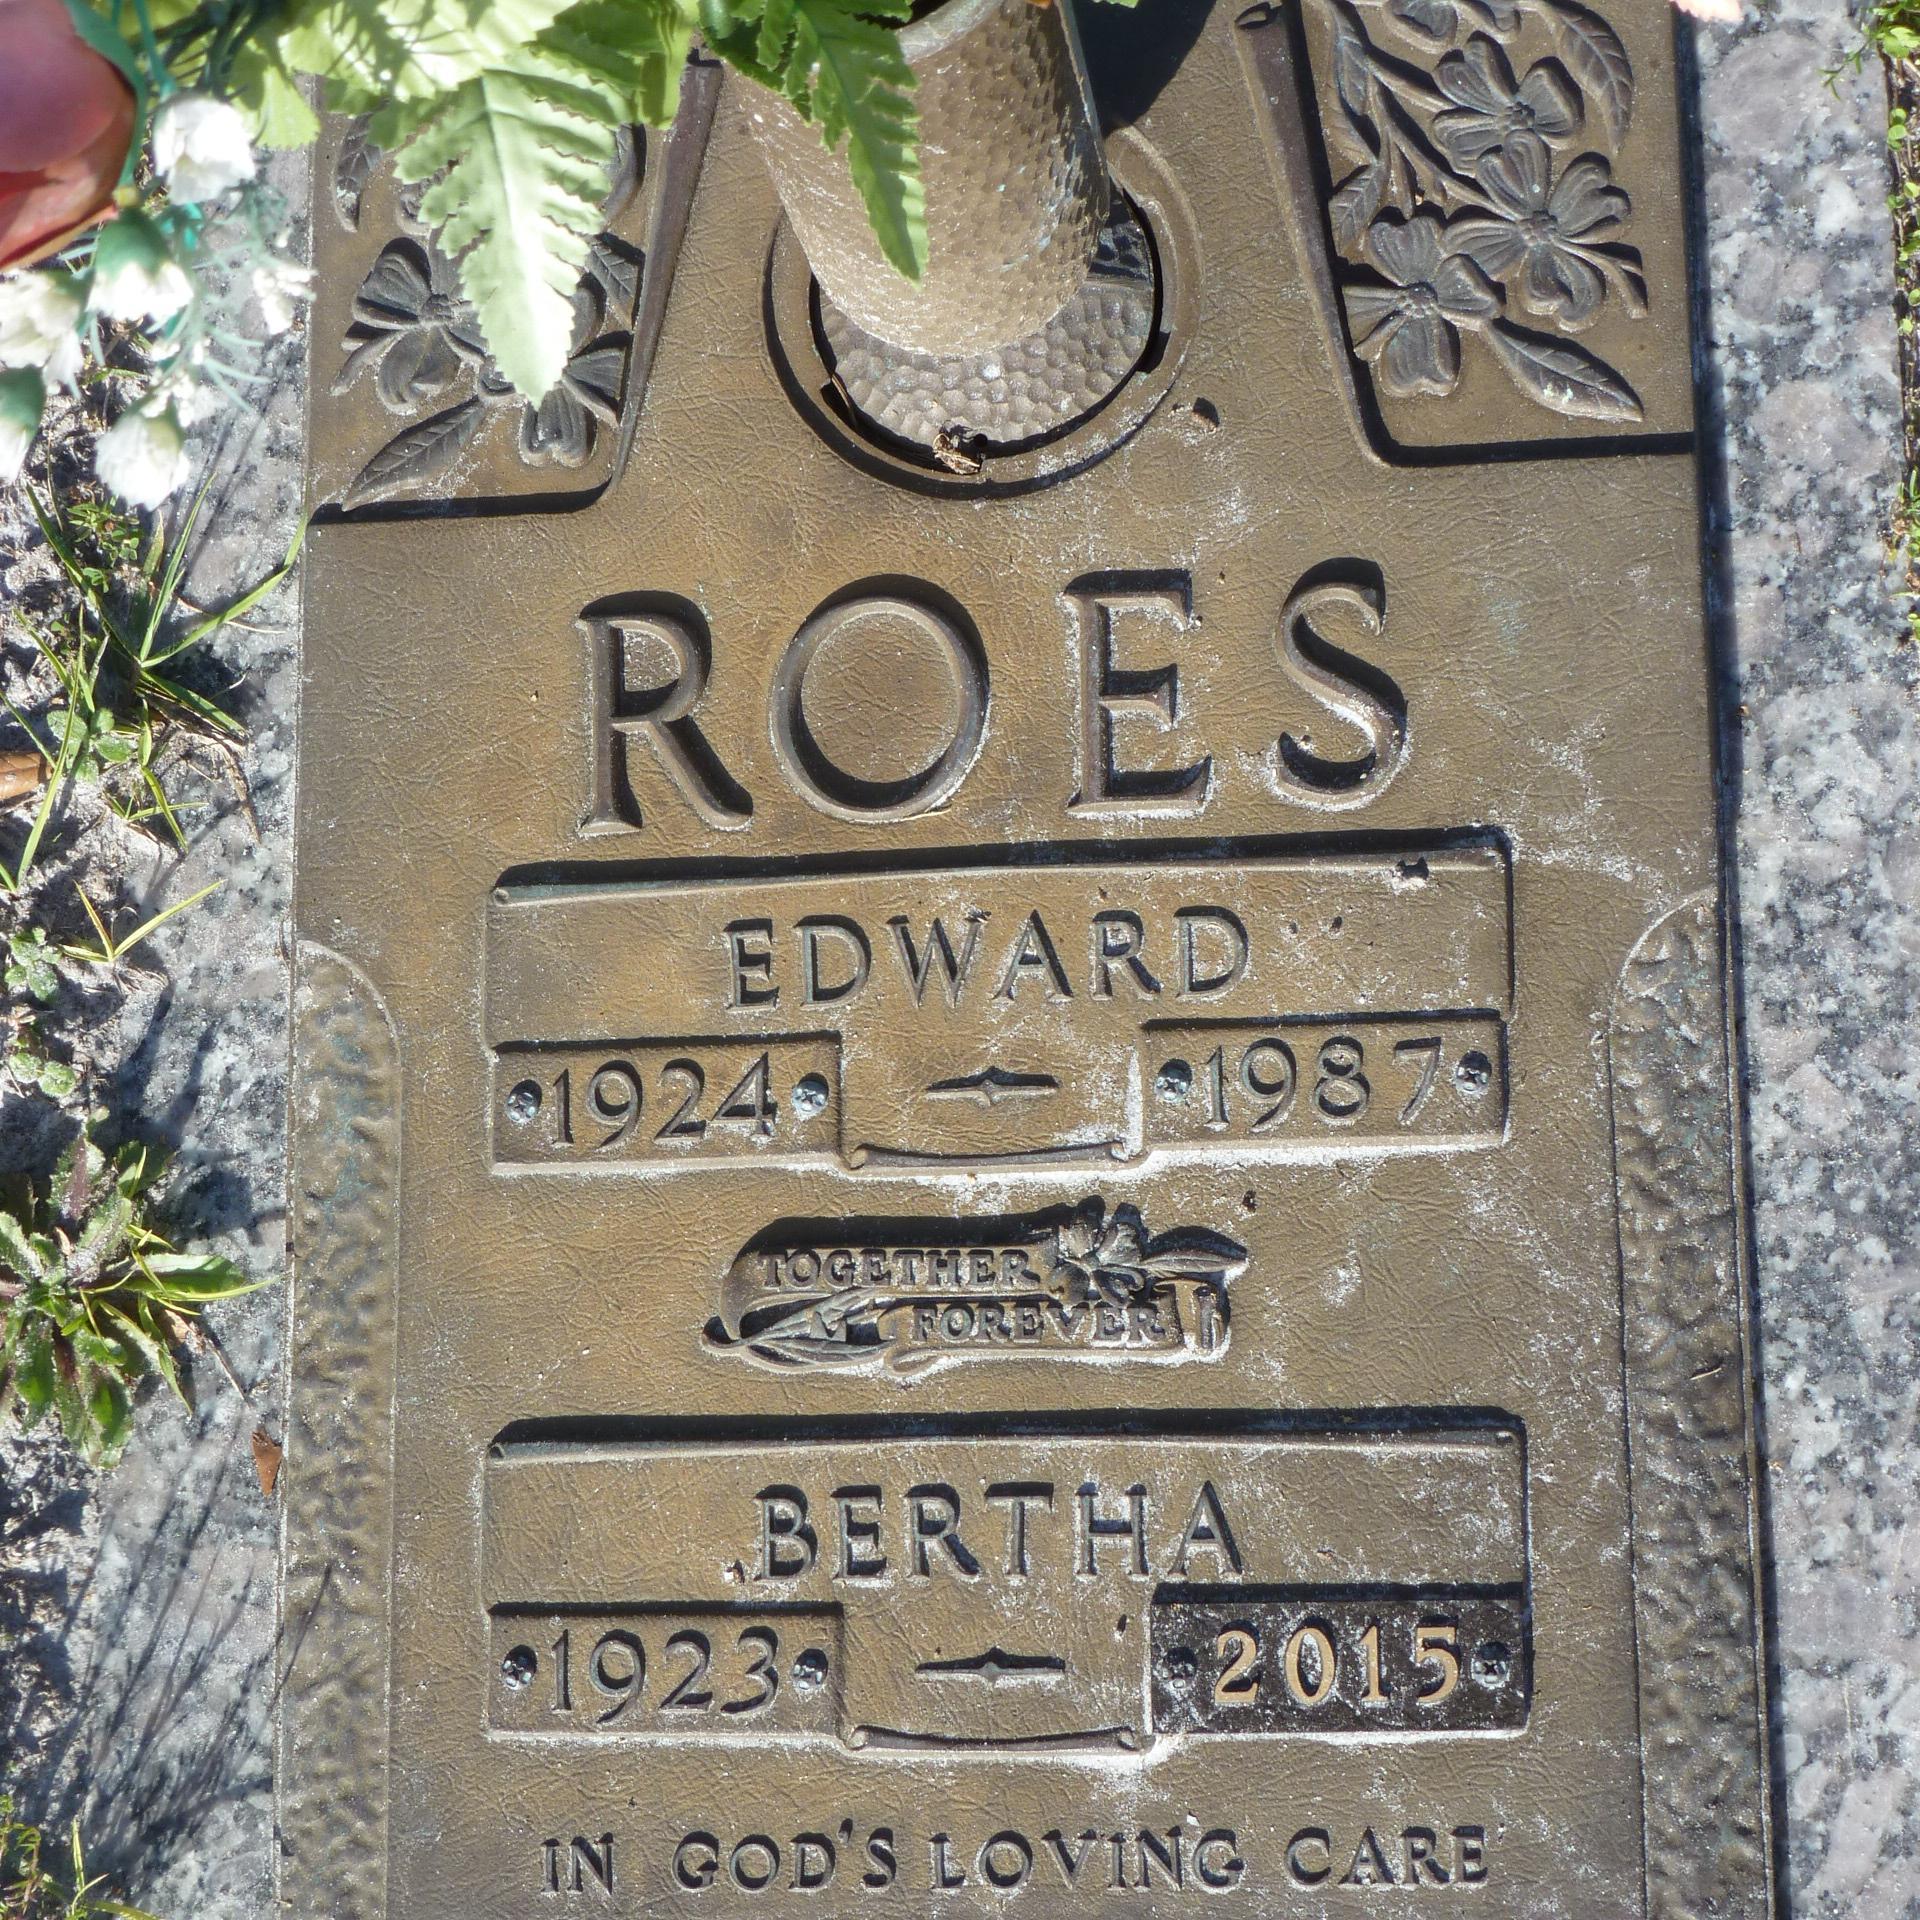 ROES
EDWARD
1924 - 1987
TOGETHER
FOREVER
BERTHA
1923 - 2015
IN GOD'S LOVING CARE